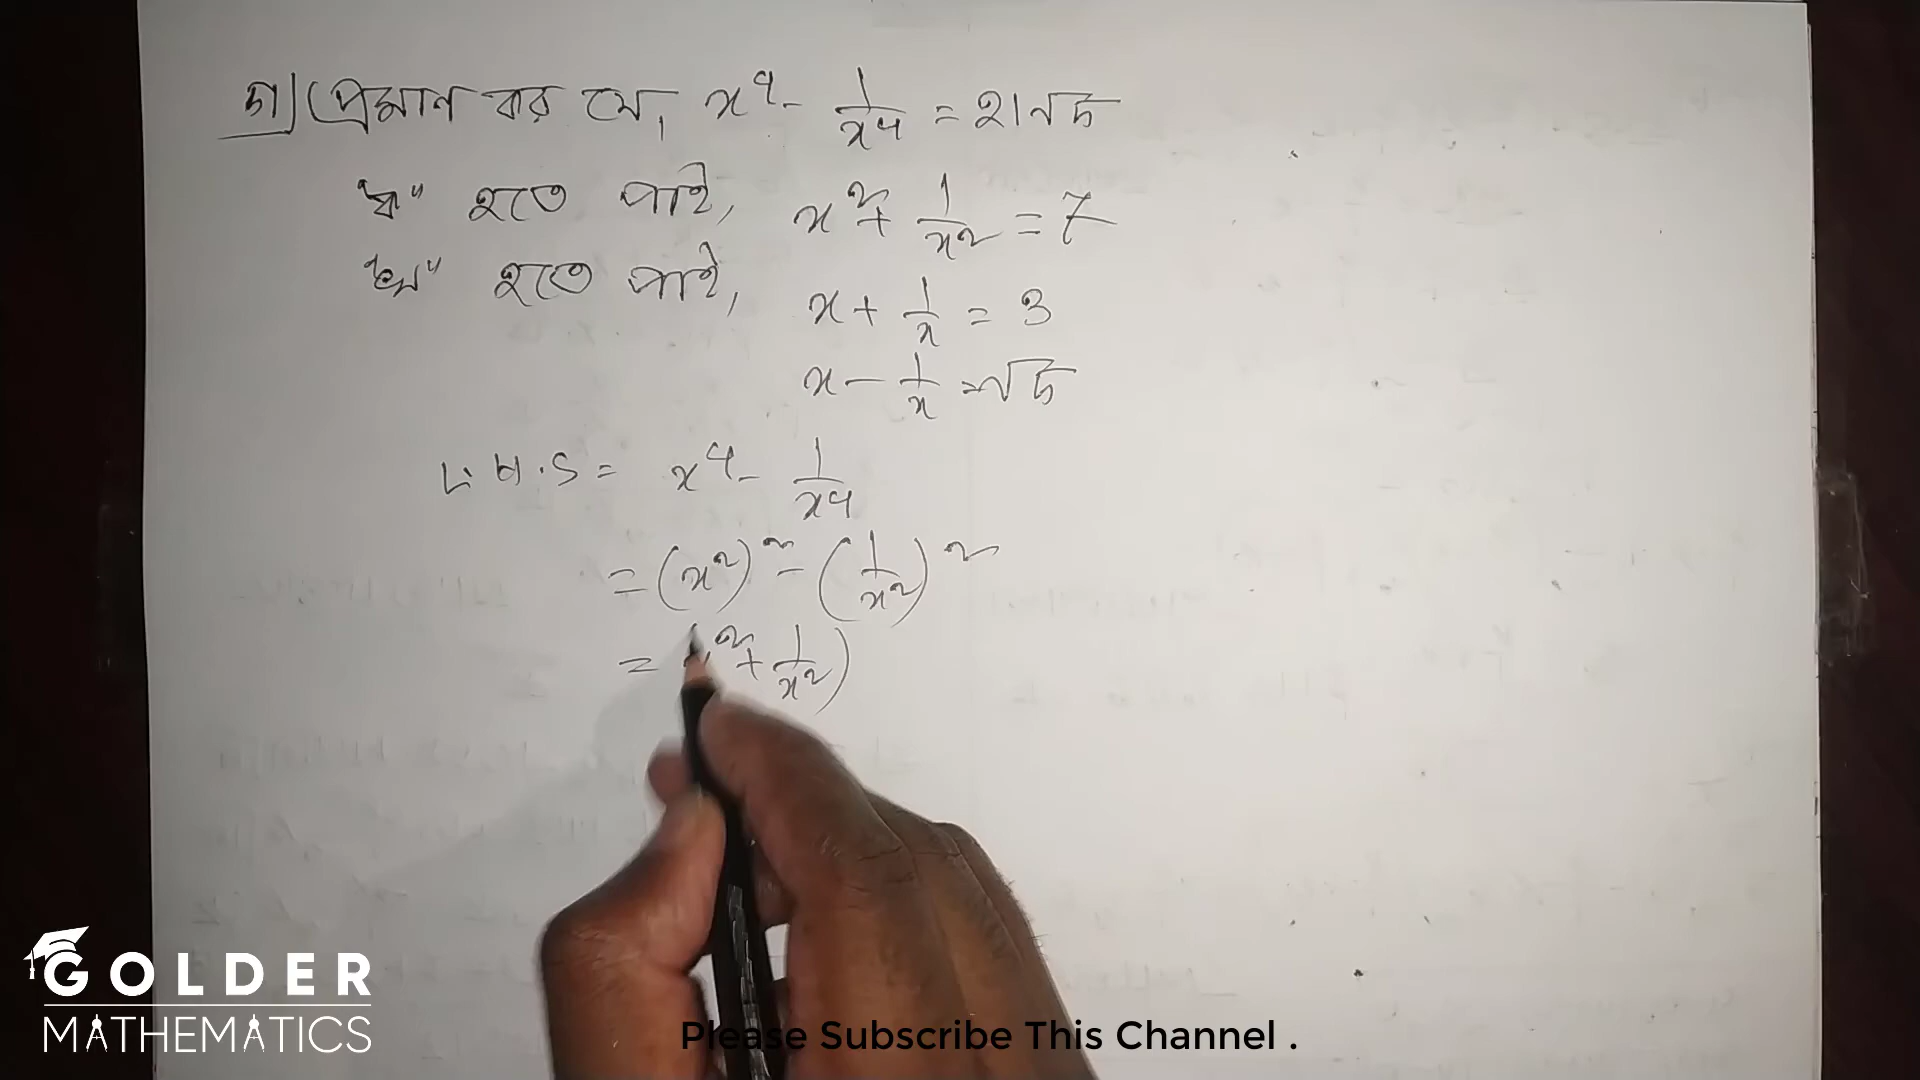 গ) প্রমাণ কর যে, x⁴ - 1/x⁴ = 21√5
"ক" হতে পাই, x² + 1/x² = 7
"খ" হতে পাই, x + 1/x = 3
x - 1/x = √5
L.H.S = x⁴ - 1/x⁴
= (x²)² - (1/x²)²
= x² + 1/x²)
GOLDER
MATHEMATICS
Please Subscribe This Channel .